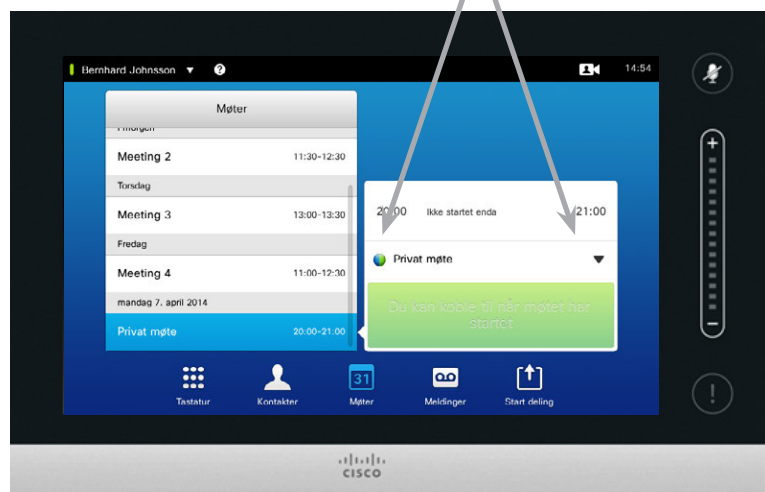 Bernhard Johnsson ▼ ?
14:54
Møter
I morgen
Meeting 2 11:30-12:30
Torsdag
Meeting 3 13:00-13:30
Fredag
Meeting 4 11:00-12:30
mandag 7. april 2014
Privat møte 20:00-21:00
20:00 Ikke startet enda 21:00
Privat møte ▼
Du kan koble til når møtet har
startet
31
Tastatur Kontakter Møter Meldinger Start deling
+
-
!
CISCO